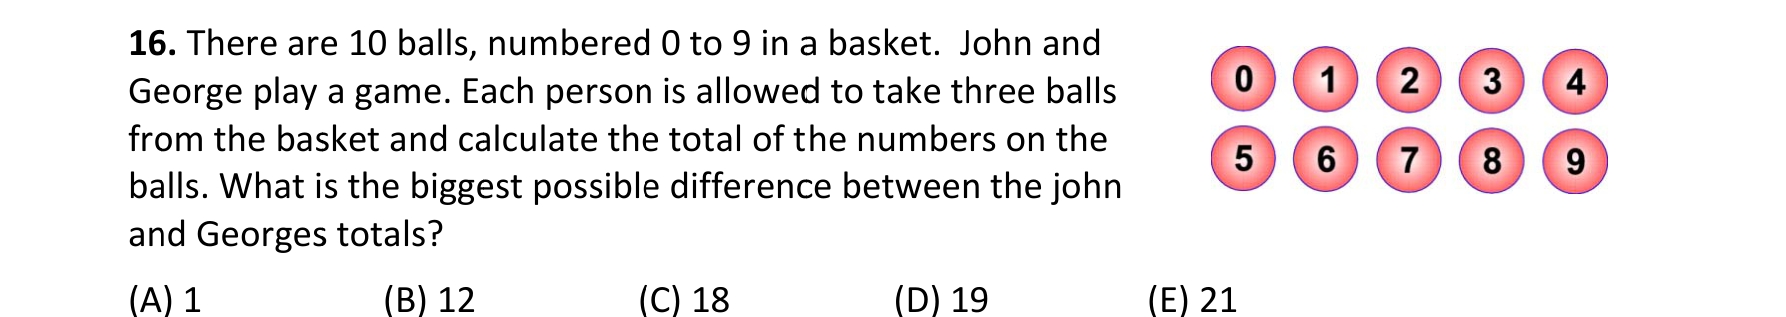 16. There are 10 balls, numbered 0 to 9 in a basket. John and
George play a game. Each person is allowed to take three balls
from the basket and calculate the total of the numbers on the
balls. What is the biggest possible difference between the john
and Georges totals?
0 1 2 3 4
5 6 7 8 9
(A) 1 (B) 12 (C) 18 (D) 19 (E) 21